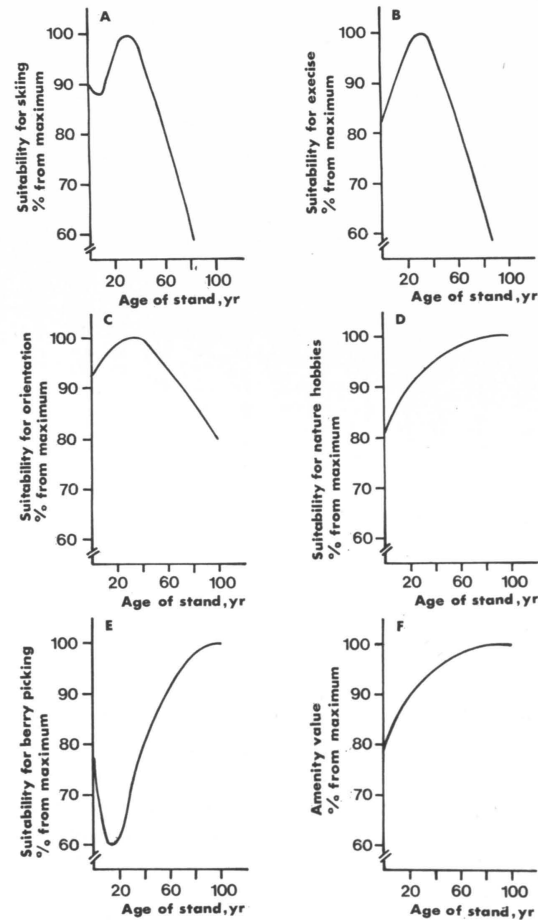 A
Suitability for skiing
% from maximum
100
90
80
70
60
20
60
100
Age of stand, yr
B
Suitability for execise
% from maximum
100
90
80
70
60
20
60
100
Age of stand, yr
C
Suitability for orientation
% from maximum
100
90
80
70
60
20
60
100
Age of stand, yr
D
Suitability for nature hobbies
% from maximum
100
90
80
70
60
20
60
100
Age of stand, yr
E
Suitability for berry picking
% from maximum
100
90
80
70
60
20
60
100
Age of stand, yr
F
Amenity value
% from maximum
100
90
80
70
60
20
60
100
Age of stand, yr